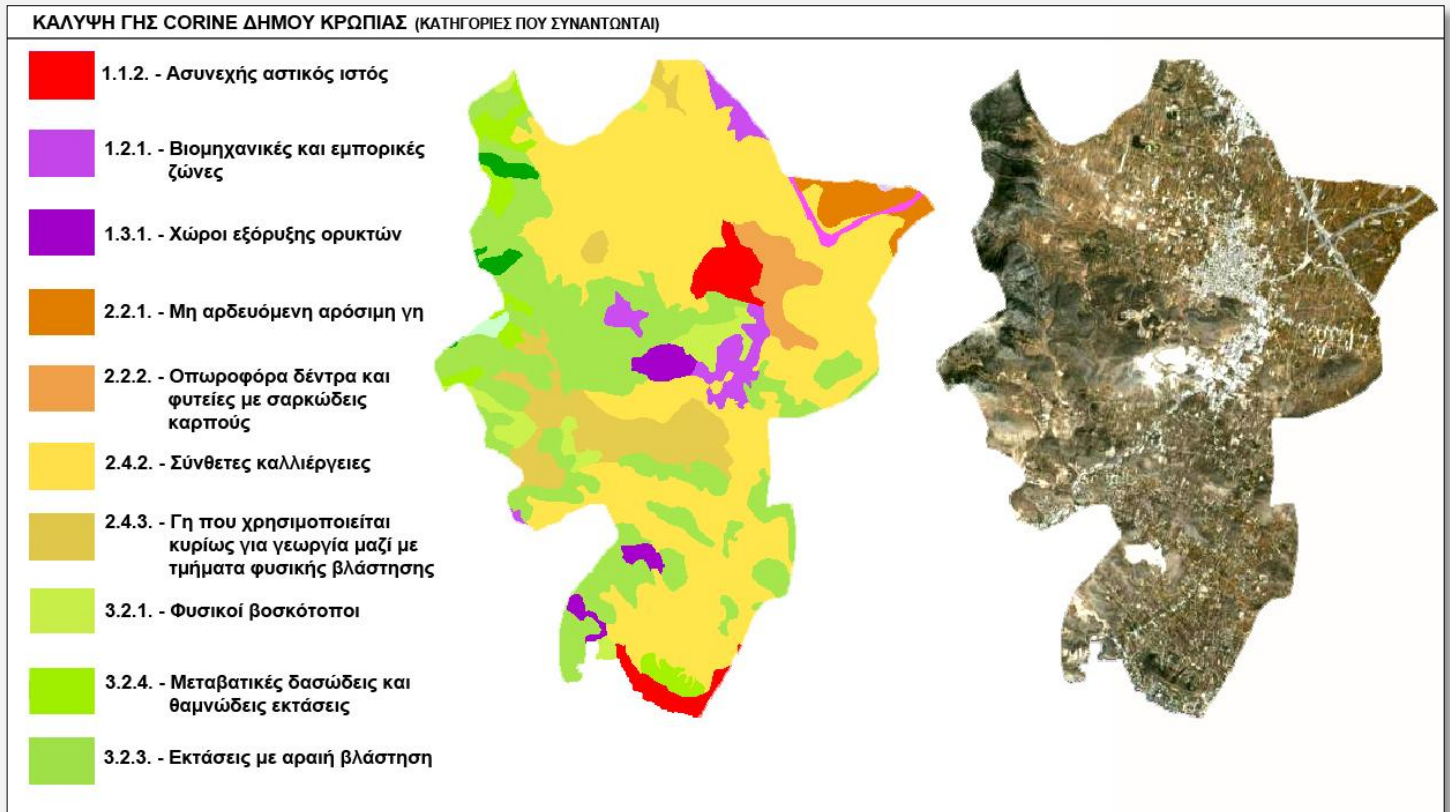 ΚΑΛΥΨΗ ΓΗΣ CORINE ΔΗΜΟΥ ΚΡΩΠΙΑΣ (ΚΑΤΗΓΟΡΙΕΣ ΠΟΥ ΣΥΝΑΝΤΩΝΤΑΙ)
1.1.2. - Ασυνεχής αστικός ιστός
1.2.1. - Βιομηχανικές και εμπορικές
ζώνες
1.3.1. - Χώροι εξόρυξης ορυκτών
2.2.1. - Μη αρδευόμενη αρόσιμη γη
2.2.2. - Οπωροφόρα δέντρα και
φυτείες με σαρκώδεις
καρπούς
2.4.2. - Σύνθετες καλλιέργειες
2.4.3. - Γη που χρησιμοποιείται
κυρίως για γεωργία μαζί με
τμήματα φυσικής βλάστησης
3.2.1. - Φυσικοί βοσκότοποι
3.2.4. - Μεταβατικές δασώδεις και
θαμνώδεις εκτάσεις
3.2.3. - Εκτάσεις με αραιή βλάστηση